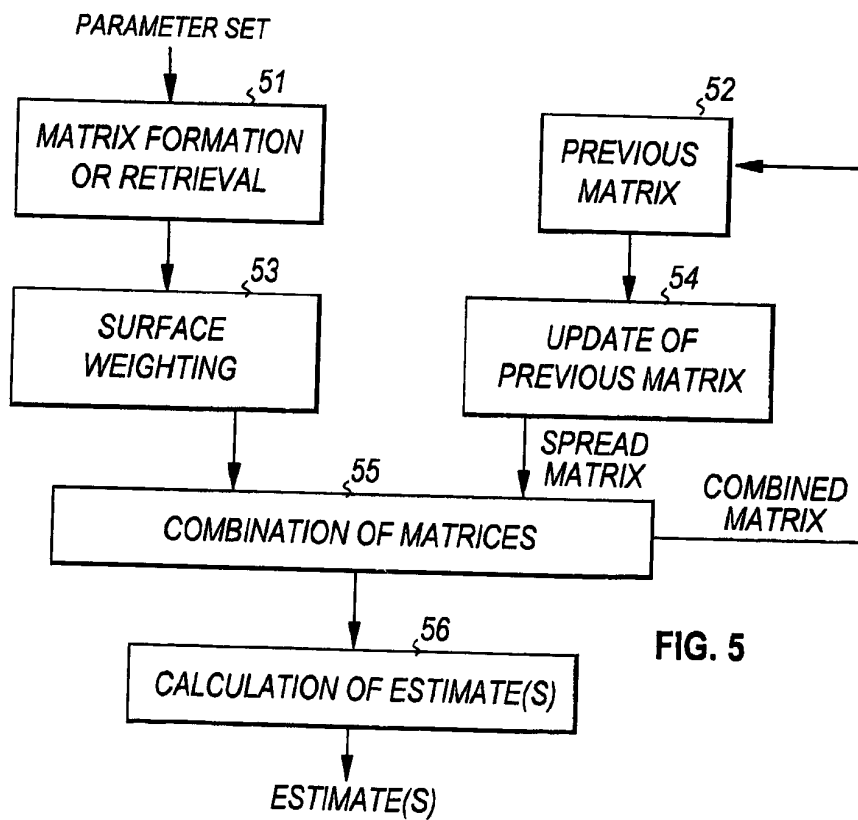 PARAMETER SET
51
MATRIX FORMATION
OR RETRIEVAL
52
PREVIOUS
MATRIX
53
SURFACE
WEIGHTING
54
UPDATE OF
PREVIOUS MATRIX
SPREAD
MATRIX
55
COMBINATION OF MATRICES
COMBINED
MATRIX
56
CALCULATION OF ESTIMATE(S)
FIG. 5
ESTIMATE(S)